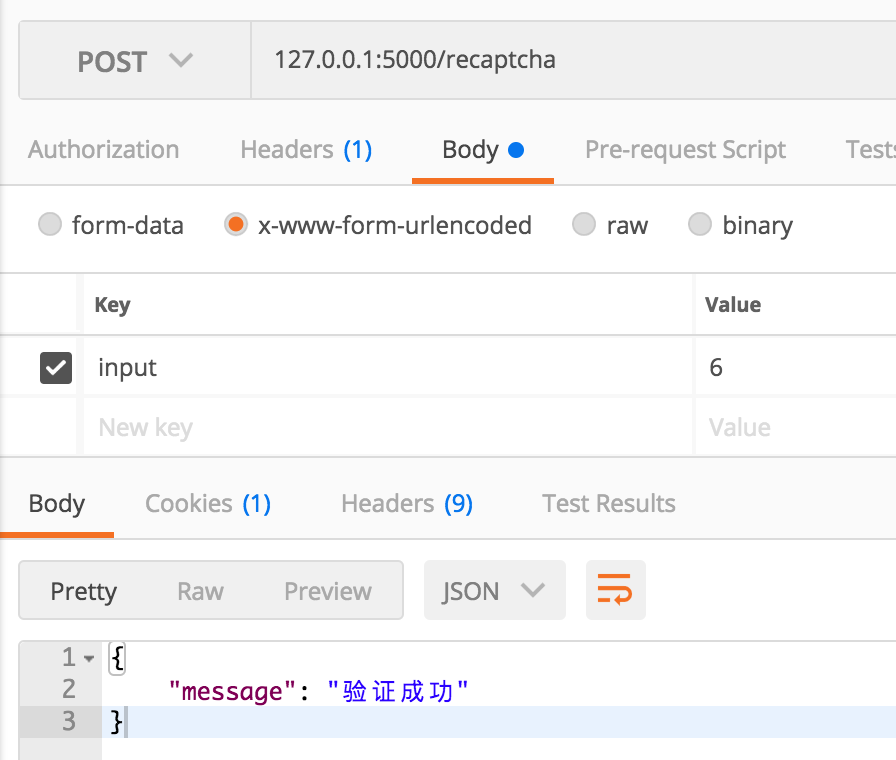 POST 127.0.0.1:5000/recaptcha
Authorization Headers (1) Body Pre-request Script Tests
form-data x-www-form-urlencoded raw binary
Key Value
input 6
New key Value
Body Cookies (1) Headers (9) Test Results
Pretty Raw Preview JSON
1 {
2 "message": "验证成功"
3 }